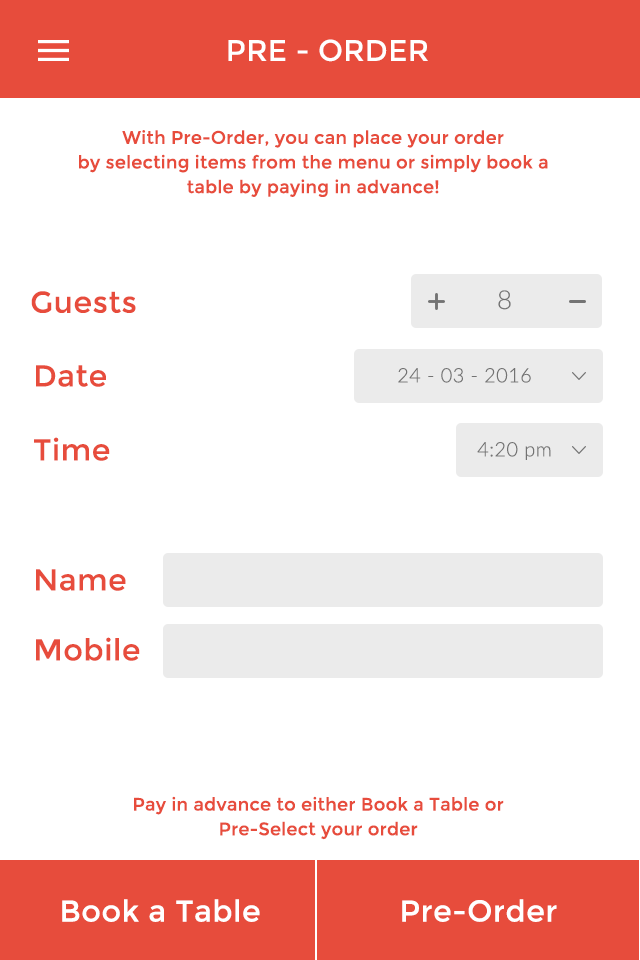 PRE - ORDER
With Pre-Order, you can place your order
by selecting items from the menu or simply book a
table by paying in advance!
Guests + 8 −
Date 24 - 03 - 2016
Time 4:20 pm
Name
Mobile
Pay in advance to either Book a Table or
Pre-Select your order
Book a Table Pre-Order